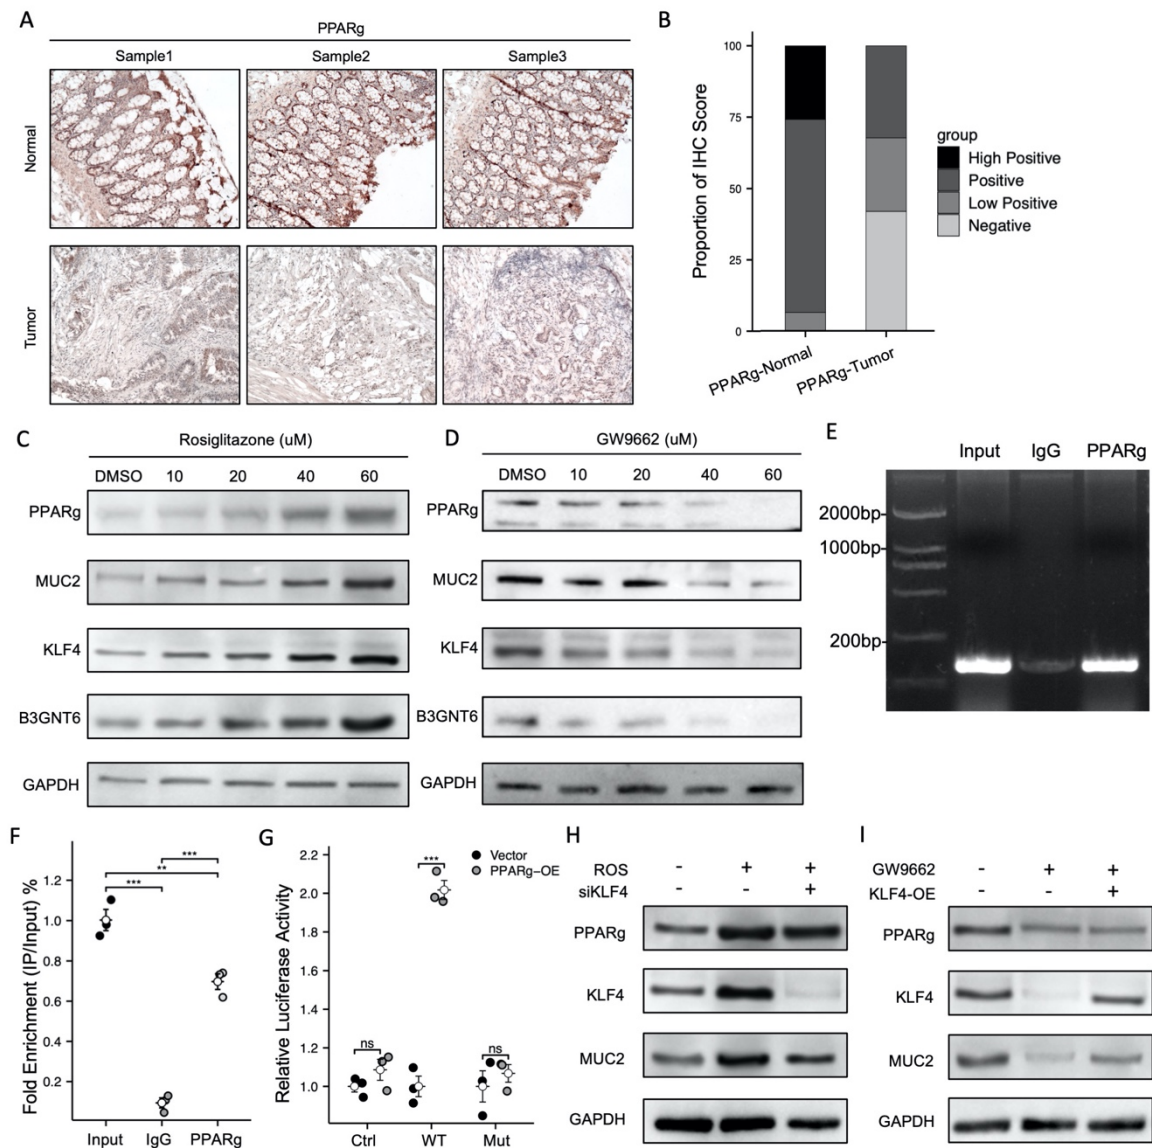 A
PPARg
Sample1 Sample2 Sample3
Normal
Tumor
B
Proportion of IHC Score
100
75
50
25
0
PPARg-Normal
PPARg-Tumor
group
High Positive
Positive
Low Positive
Negative
C
Rosiglitazone (uM)
DMSO 10 20 40 60
PPARg
MUC2
KLF4
B3GNT6
GAPDH
D
GW9662 (uM)
DMSO 10 20 40 60
PPARg
MUC2
KLF4
B3GNT6
GAPDH
E
Input IgG PPARg
2000bp-
1000bp-
200bp-
F
Fold Enrichment (IP/Input) %
1.2
1.0
0.8
0.6
0.4
0.2
***
**
***
Input IgG PPARg
G
Relative Luciferase Activity
2.2
2.0
1.8
1.6
1.4
1.2
1.0
Vector
PPARg-OE
***
ns
ns
Ctrl WT Mut
H
ROS - + +
siKLF4 - - +
PPARg
KLF4
MUC2
GAPDH
I
GW9662 - + +
KLF4-OE - - +
PPARg
KLF4
MUC2
GAPDH